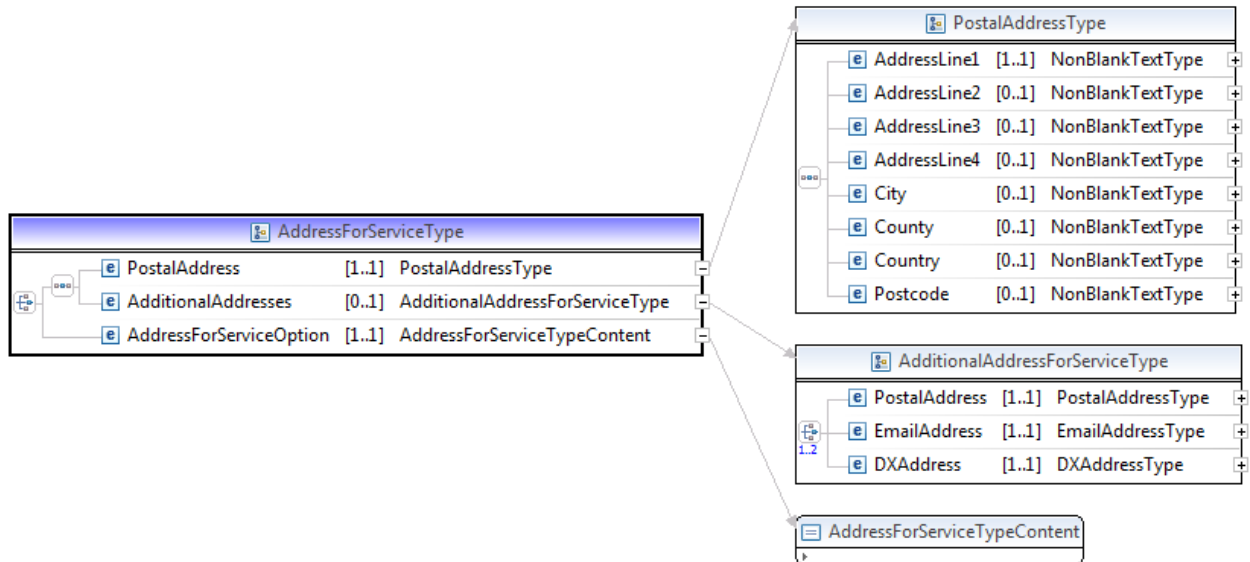 PostalAddressType
e AddressLine1 [1..1] NonBlankTextType
e AddressLine2 [0..1] NonBlankTextType
e AddressLine3 [0..1] NonBlankTextType
e AddressLine4 [0..1] NonBlankTextType
e City [0..1] NonBlankTextType
e County [0..1] NonBlankTextType
e Country [0..1] NonBlankTextType
e Postcode [0..1] NonBlankTextType
AddressForServiceType
e PostalAddress [1..1] PostalAddressType
e AdditionalAddresses [0..1] AdditionalAddressForServiceType
e AddressForServiceOption [1..1] AddressForServiceTypeContent
AdditionalAddressForServiceType
e PostalAddress [1..1] PostalAddressType
e EmailAddress [1..1] EmailAddressType
1..2
e DXAddress [1..1] DXAddressType
AddressForServiceTypeContent